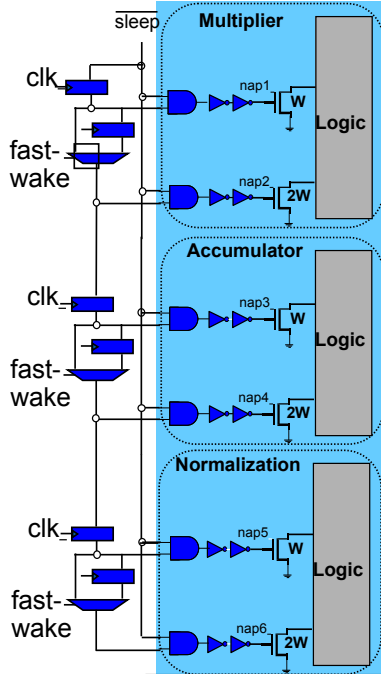 sleep
Multiplier
clk
nap1
W
Logic
fast-
wake
nap2
2W
Accumulator
clk
nap3
W
Logic
fast-
wake
nap4
2W
Normalization
clk
nap5
W
Logic
fast-
wake
nap6
2W